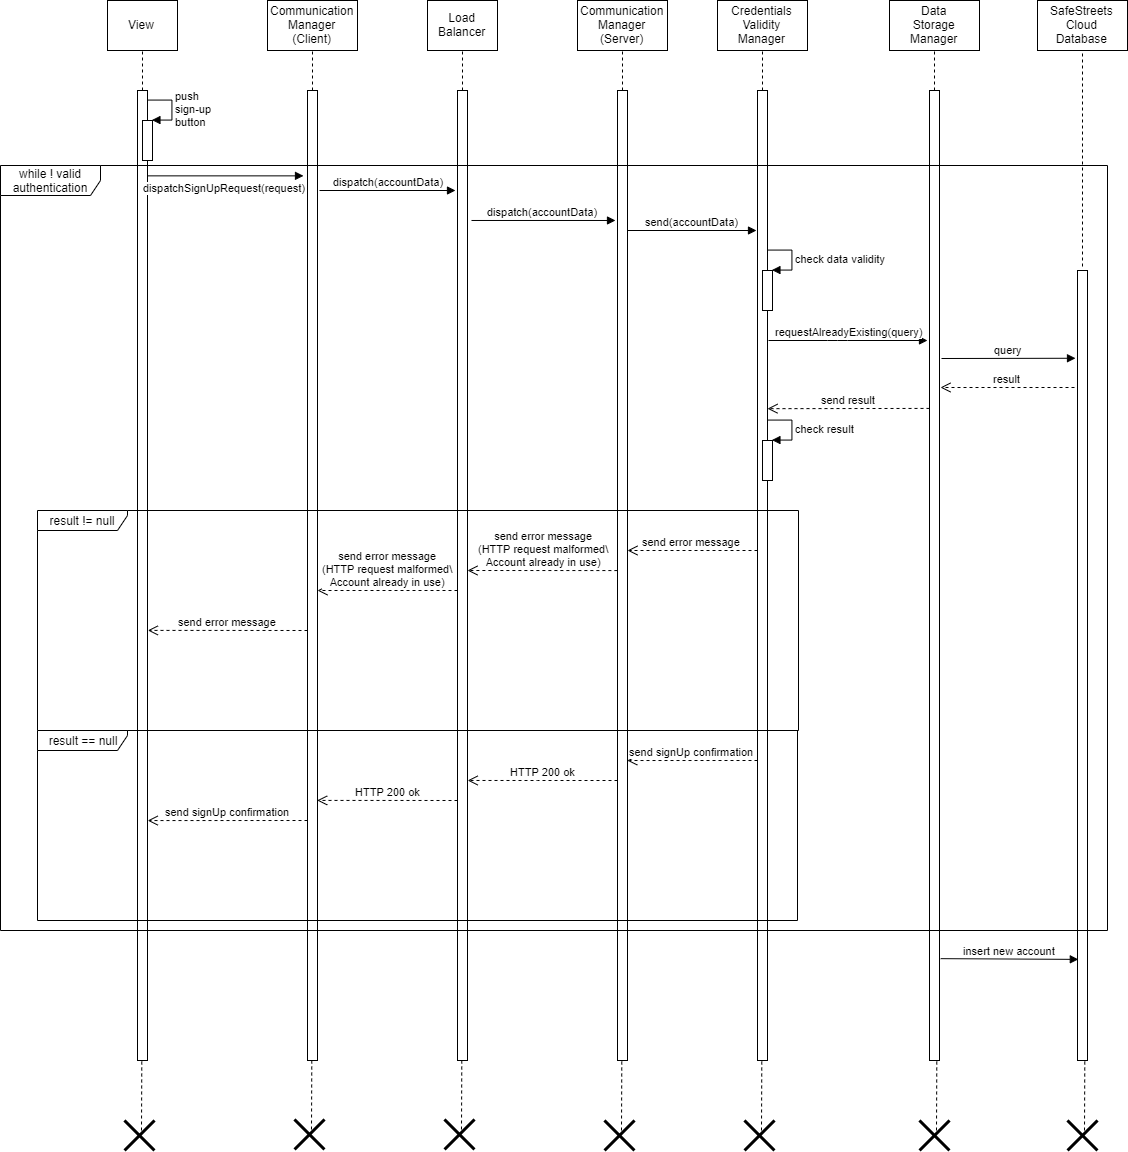 View
Communication
Manager
(Client)
Load
Balancer
Communication
Manager
(Server)
Credentials
Validity
Manager
Data
Storage
Manager
SafeStreets
Cloud
Database
push
sign-up
button
while ! valid
authentication
dispatchSignUpRequest(request)
dispatch(accountData)
dispatch(accountData)
send(accountData)
check data validity
requestAlreadyExisting(query)
query
result
send result
check result
result != null
send error message
send error message
(HTTP request malformed\
Account already in use)
send error message
(HTTP request malformed\
Account already in use)
send error message
result == null
send signUp confirmation
HTTP 200 ok
HTTP 200 ok
send signUp confirmation
insert new account